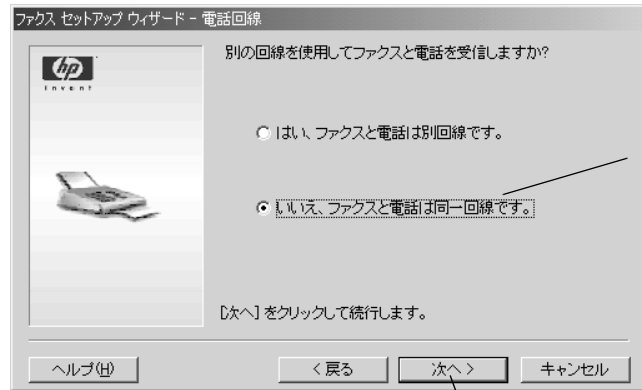 ファクス セットアップ ウィザード - 電話回線
hp
invent
別の回線を使用してファクスと電話を受信しますか?
はい、ファクスと電話は別回線です。
いいえ、ファクスと電話は同一回線です。
[次へ] をクリックして続行します。
ヘルプ(H)
< 戻る
次へ >
キャンセル